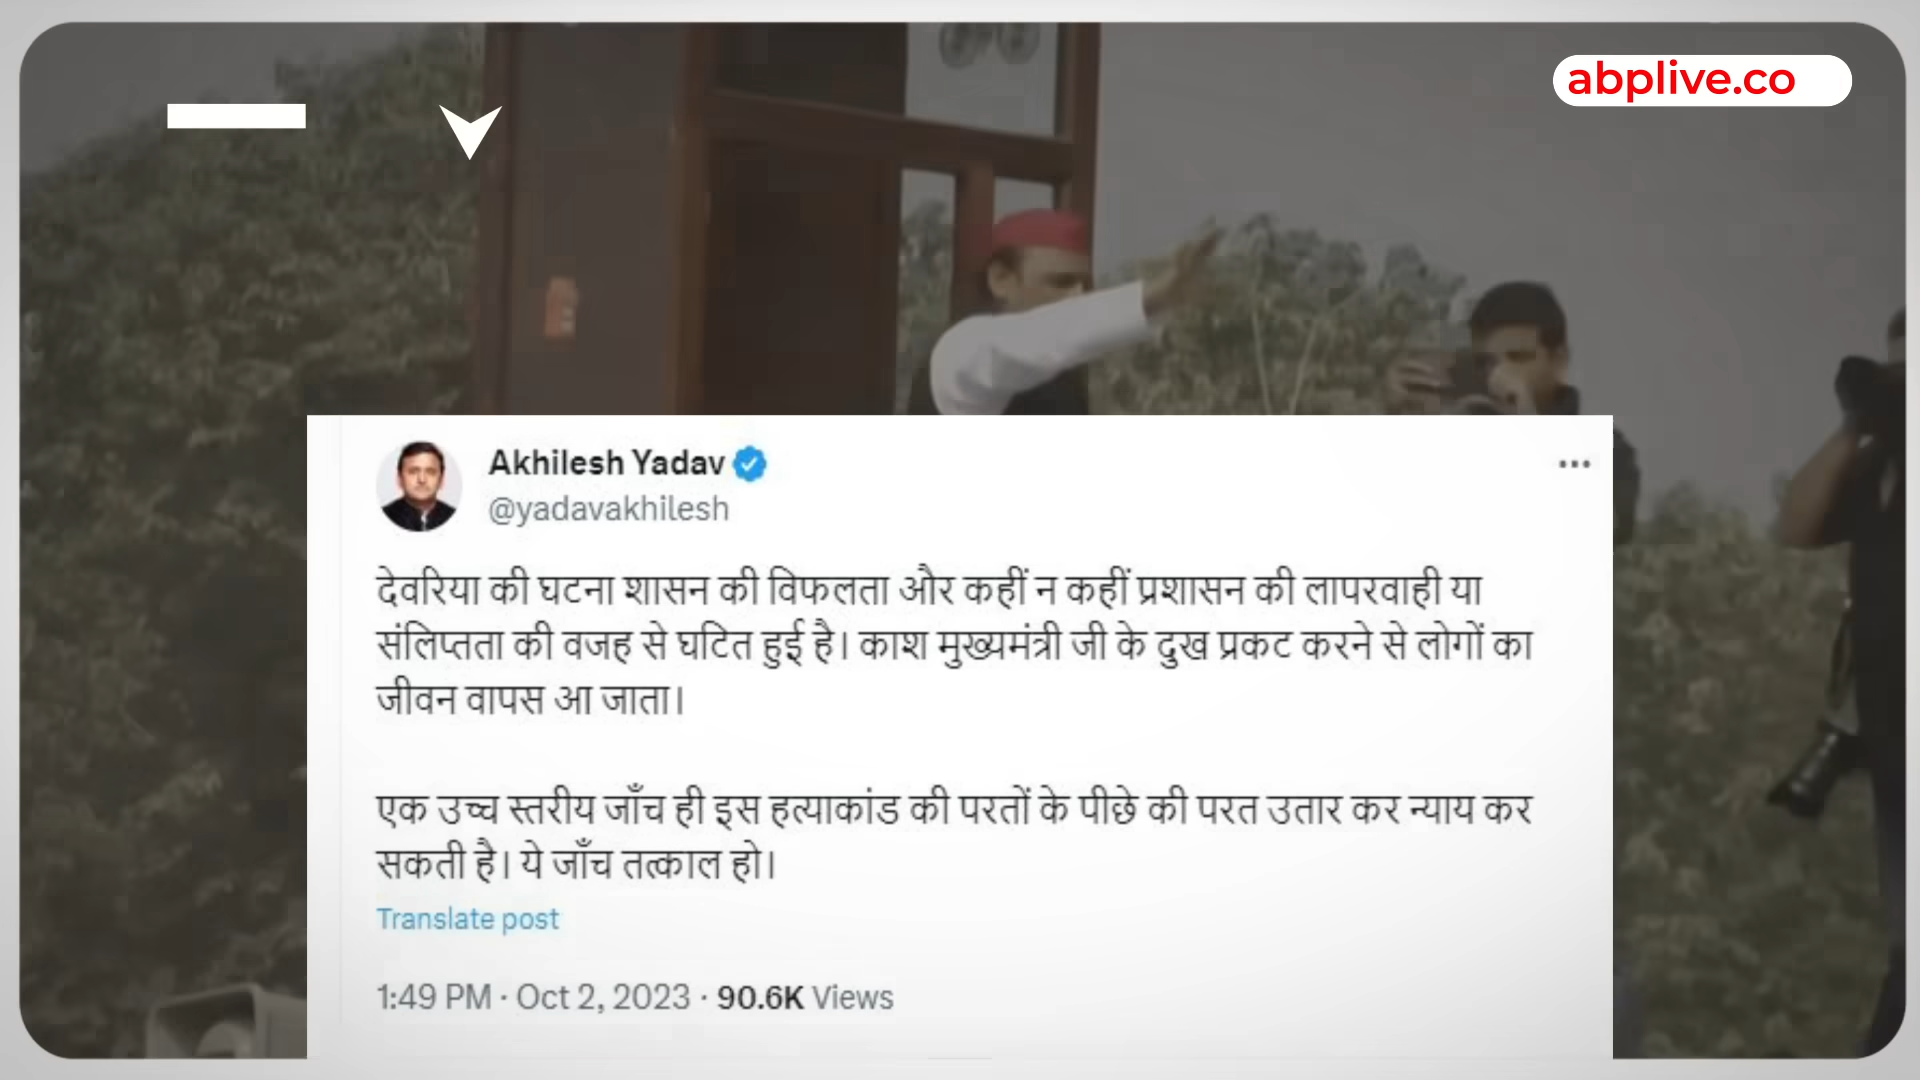 abplive.co
Akhilesh Yadav
@yadavakhilesh
देवरिया की घटना शासन की विफलता और कहीं न कहीं प्रशासन की लापरवाही या
संलिप्तता की वजह से घटित हुई है। काश मुख्यमंत्री जी के दुख प्रकट करने से लोगों का
जीवन वापस आ जाता।
एक उच्च स्तरीय जाँच ही इस हत्याकांड की परतों के पीछे की परत उतार कर न्याय कर
सकती है। ये जाँच तत्काल हो।
Translate post
1:49 PM · Oct 2, 2023 · 90.6K Views